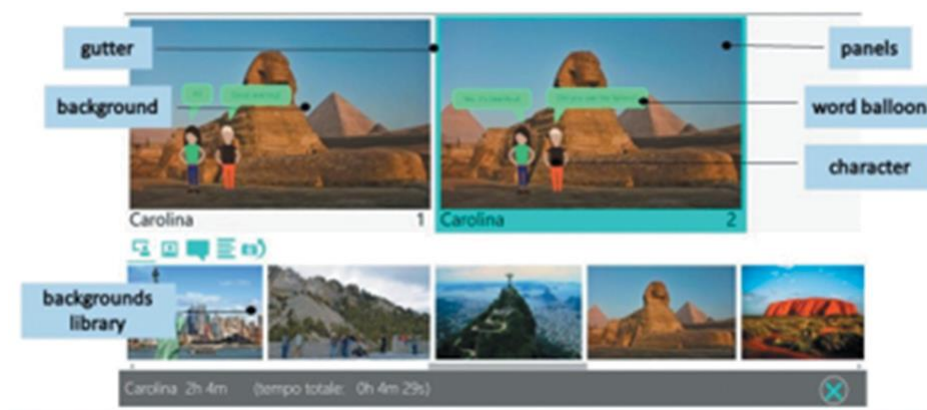 gutter
panels
background
word balloon
character
Hi!
Carolina 1
Carolina 2
backgrounds
library
Carolina 2h 4m (tempo totale: 0h 4m 29s)